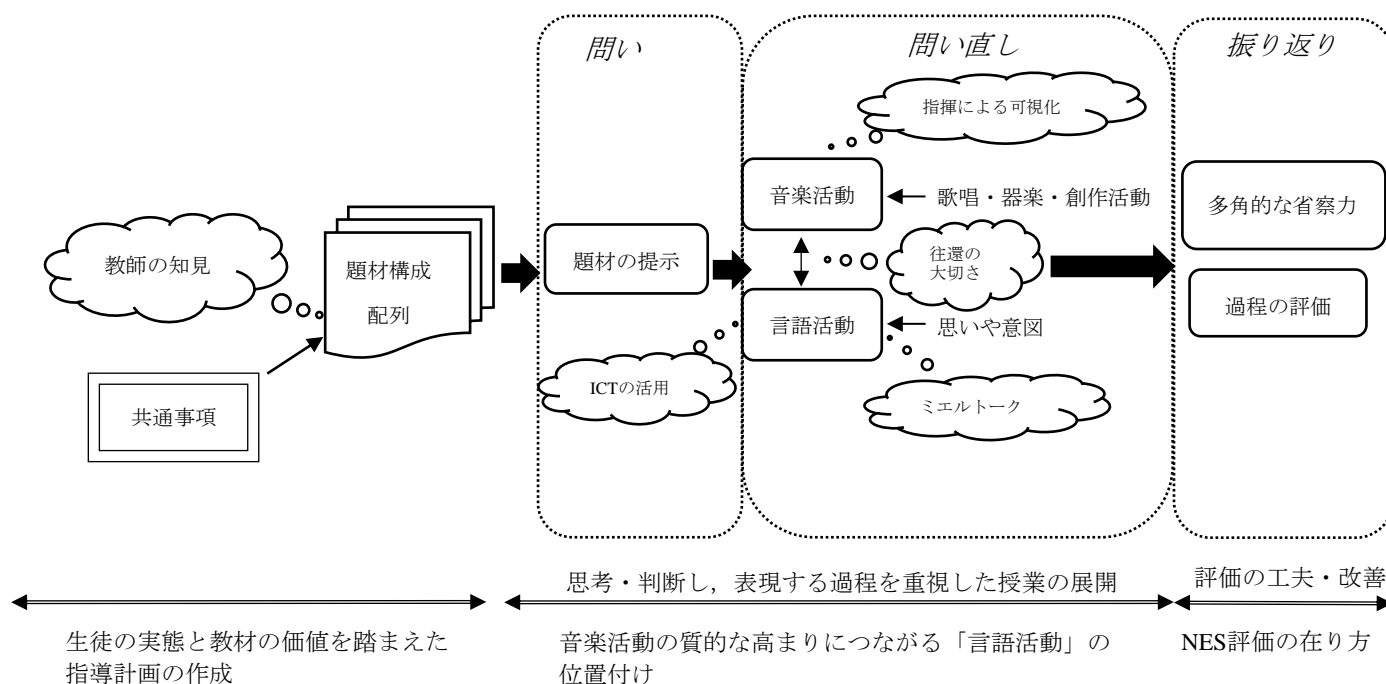 問い
問い直し
振り返り
指揮による可視化
音楽活動
歌唱・器楽・創作活動
多角的な省察力
教師の知見
題材構成
配列
題材の提示
往還の
大切さ
過程の評価
言語活動
思いや意図
ICTの活用
ミエルトーク
共通事項
思考・判断し，表現する過程を重視した授業の展開
評価の工夫・改善
生徒の実態と教材の価値を踏まえた
指導計画の作成
音楽活動の質的な高まりにつながる「言語活動」の
位置付け
NES評価の在り方